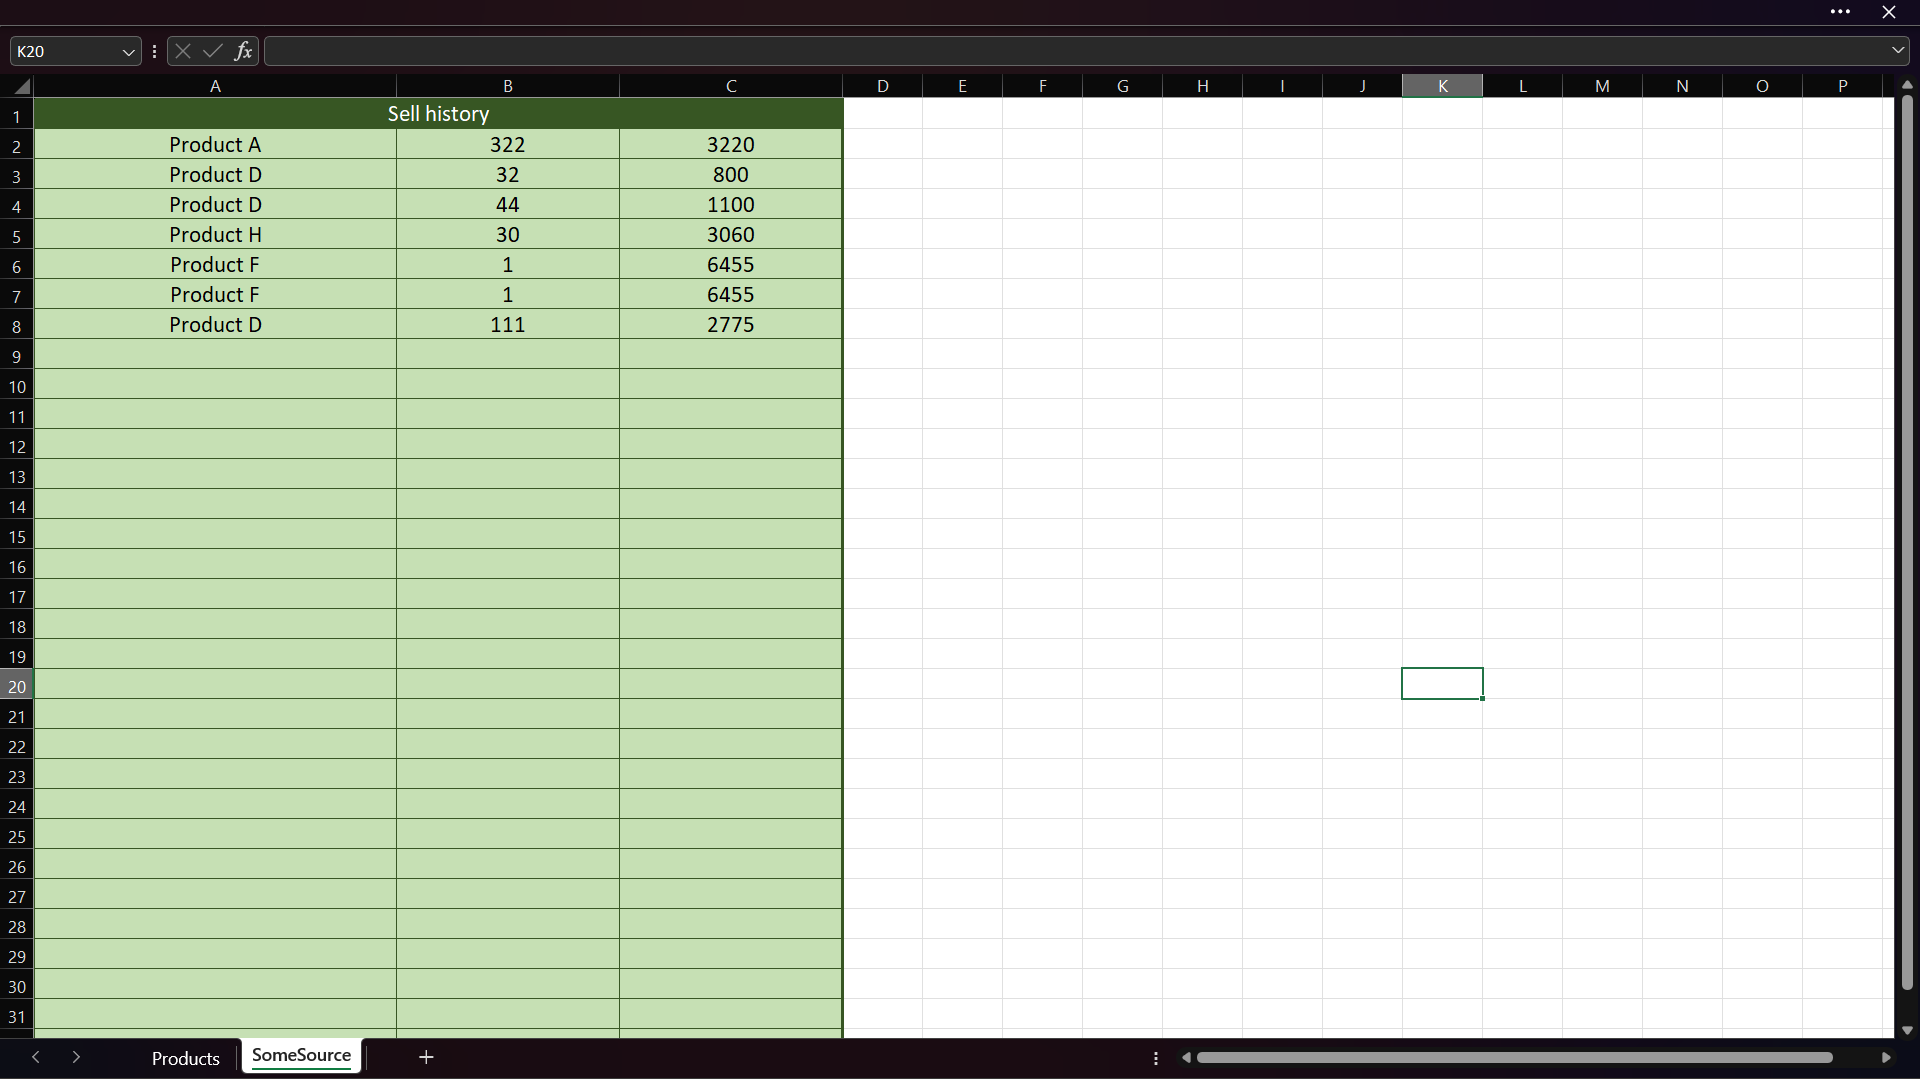 K20
fx
A B C D E F G H I J K L M N O P
1 Sell history
2 Product A 322 3220
3 Product D 32 800
4 Product D 44 1100
5 Product H 30 3060
6 Product F 1 6455
7 Product F 1 6455
8 Product D 111 2775
9
10
11
12
13
14
15
16
17
18
19
20
21
22
23
24
25
26
27
28
29
30
31
Products SomeSource